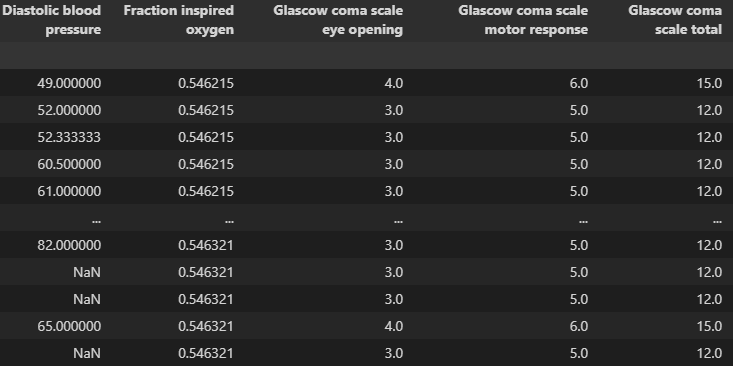 Diastolic blood pressure Fraction inspired oxygen Glascow coma scale eye opening Glascow coma scale motor response Glascow coma scale total
49.000000 0.546215 4.0 6.0 15.0
52.000000 0.546215 3.0 5.0 12.0
52.333333 0.546215 3.0 5.0 12.0
60.500000 0.546215 3.0 5.0 12.0
61.000000 0.546215 3.0 5.0 12.0
... ... ... ... ...
82.000000 0.546321 3.0 5.0 12.0
NaN 0.546321 3.0 5.0 12.0
NaN 0.546321 3.0 5.0 12.0
65.000000 0.546321 4.0 6.0 15.0
NaN 0.546321 3.0 5.0 12.0